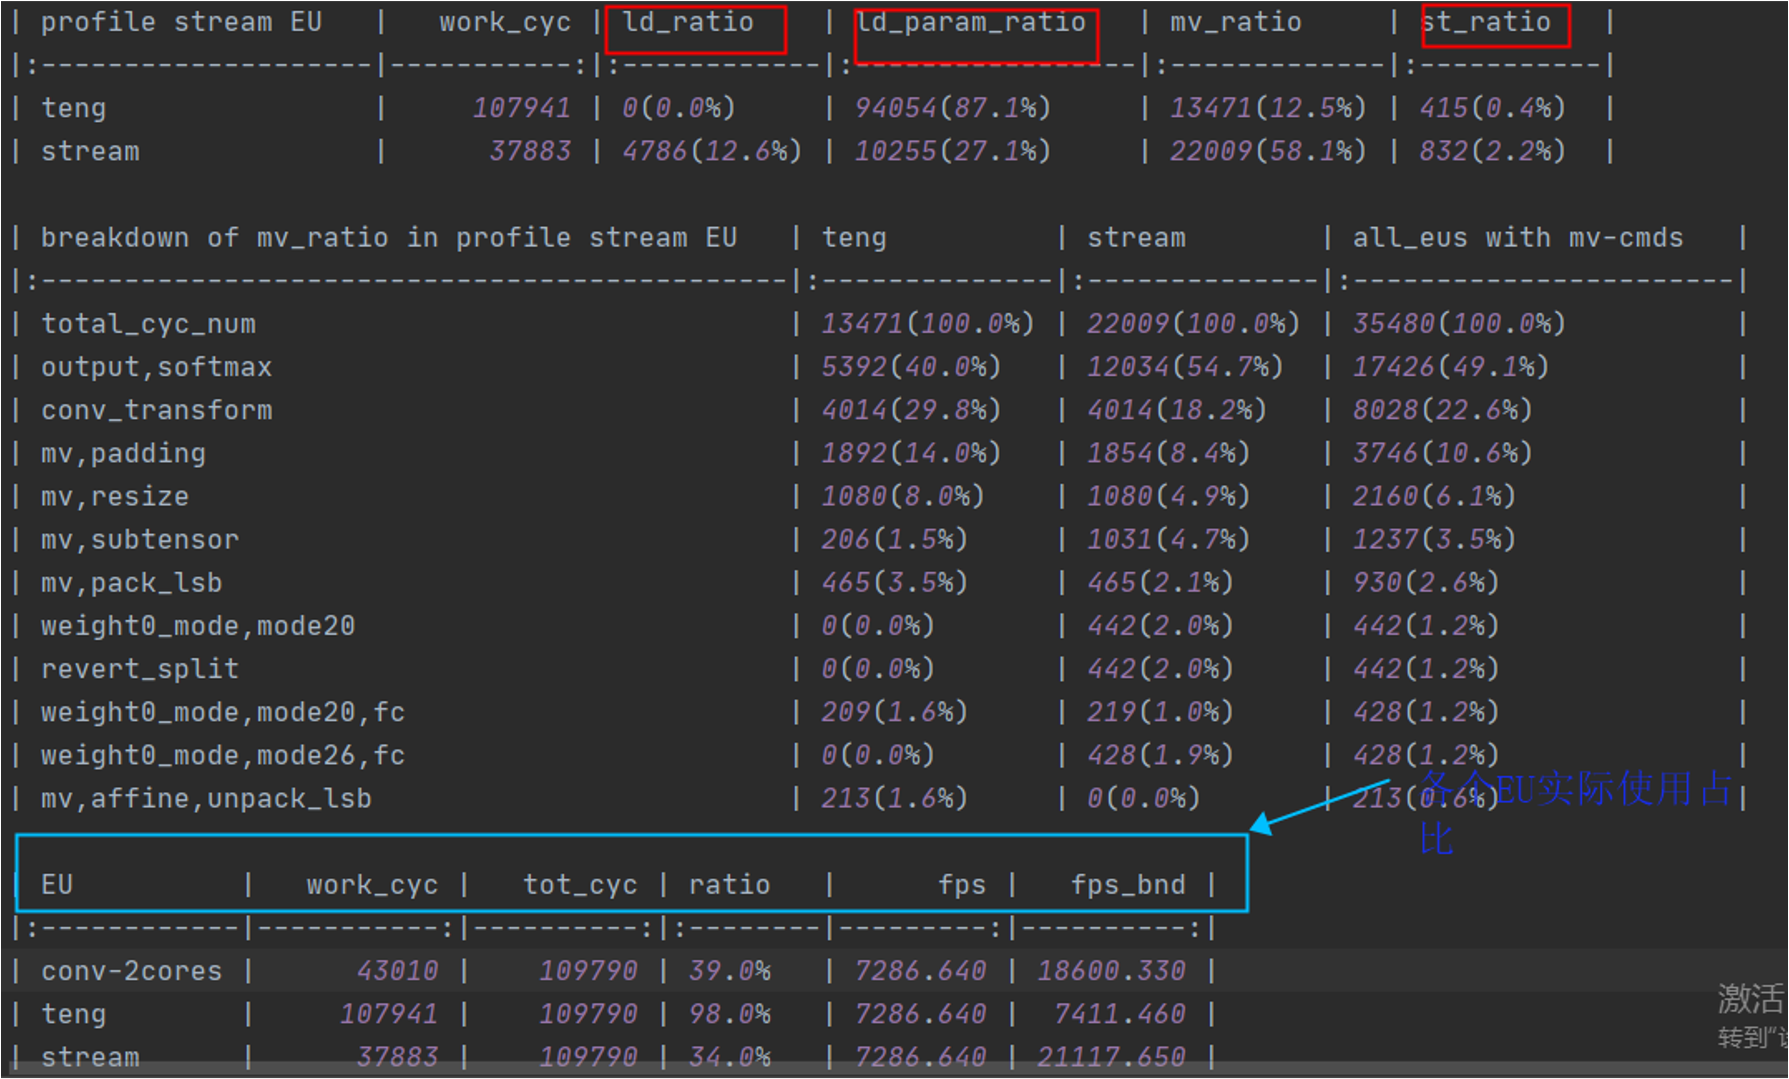 | profile stream EU | work_cyc | ld_ratio | ld_param_ratio | mv_ratio | st_ratio |
|:--------------------|-----------:|:------------|:------------------|:-------------|:-----------|
| teng | 107941 | 0(0.0%) | 94054(87.1%) | 13471(12.5%) | 415(0.4%) |
| stream | 37883 | 4786(12.6%) | 10255(27.1%) | 22009(58.1%) | 832(2.2%) |
| breakdown of mv_ratio in profile stream EU | teng | stream | all_eus with mv-cmds |
|:---------------------------------------------|:--------------|:--------------|:-----------------------|
| total_cyc_num | 13471(100.0%) | 22009(100.0%) | 35480(100.0%) |
| output,softmax | 5392(40.0%) | 12034(54.7%) | 17426(49.1%) |
| conv_transform | 4014(29.8%) | 4014(18.2%) | 8028(22.6%) |
| mv,padding | 1892(14.0%) | 1854(8.4%) | 3746(10.6%) |
| mv,resize | 1080(8.0%) | 1080(4.9%) | 2160(6.1%) |
| mv,subtensor | 206(1.5%) | 1031(4.7%) | 1237(3.5%) |
| mv,pack_lsb | 465(3.5%) | 465(2.1%) | 930(2.6%) |
| weight0_mode,mode20 | 0(0.0%) | 442(2.0%) | 442(1.2%) |
| revert_split | 0(0.0%) | 442(2.0%) | 442(1.2%) |
| weight0_mode,mode20,fc | 209(1.6%) | 219(1.0%) | 428(1.2%) |
| weight0_mode,mode26,fc | 0(0.0%) | 428(1.9%) | 428(1.2%) |
| mv,affine,unpack_lsb | 213(1.6%) | 0(0.0%) | 213(0.6%) |
各个EU实际使用占
比
| EU | work_cyc | tot_cyc | ratio | fps | fps_bnd |
|:------------|-----------:|----------:|:--------|---------:|----------:|
| conv-2cores | 43010 | 109790 | 39.0% | 7286.640 | 18600.330 |
| teng | 107941 | 109790 | 98.0% | 7286.640 | 7411.460 |
| stream | 37883 | 109790 | 34.0% | 7286.640 | 21117.650 |
激活
转到“